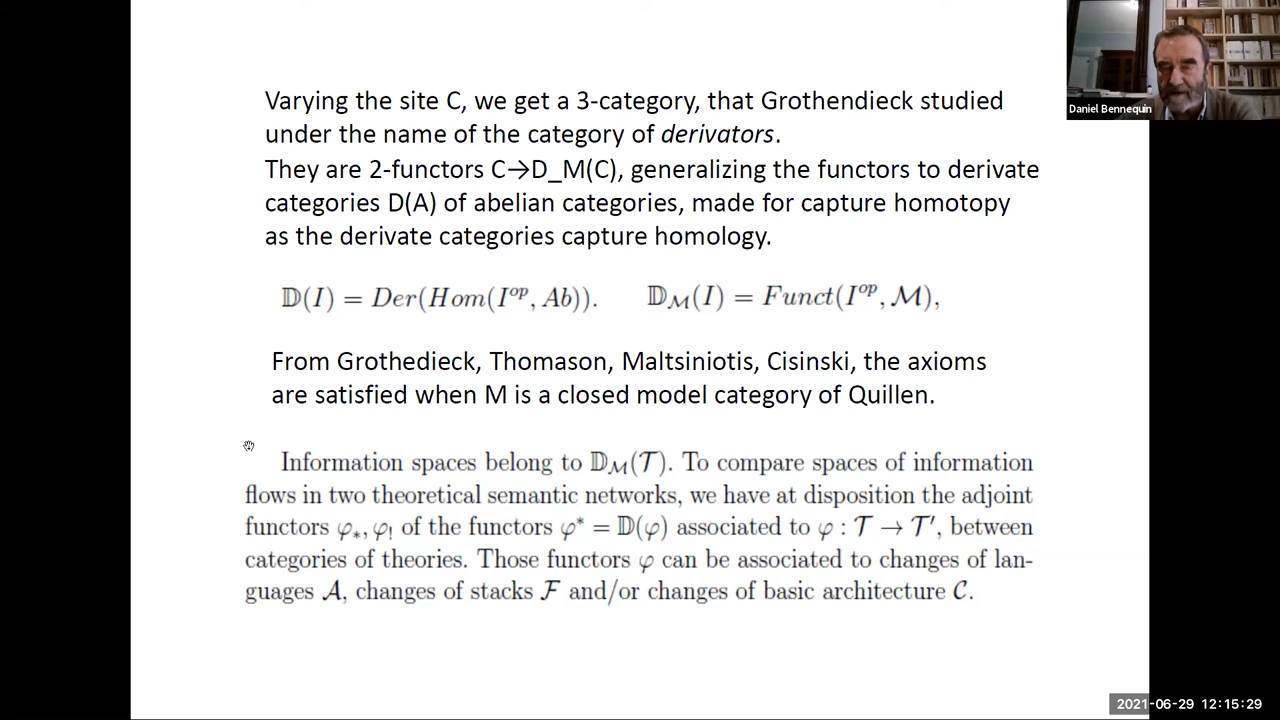 Varying the site C, we get a 3-category, that Grothendieck studied
under the name of the category of derivators.
They are 2-functors C→D_M(C), generalizing the functors to derivate
categories D(A) of abelian categories, made for capture homotopy
as the derivate categories capture homology.
𝔻(I) = Der(Hom(I^{op}, Ab)). 𝔻_ℳ(I) = Funct(I^{op}, ℳ),
From Grothedieck, Thomason, Maltsiniotis, Cisinski, the axioms
are satisfied when M is a closed model category of Quillen.
Information spaces belong to 𝔻_ℳ(𝒯). To compare spaces of information
flows in two theoretical semantic networks, we have at disposition the adjoint
functors φ_*, φ_! of the functors φ^* = 𝔻(φ) associated to φ : 𝒯 → 𝒯′, between
categories of theories. Those functors φ can be associated to changes of lan-
guages 𝒜, changes of stacks ℱ and/or changes of basic architecture 𝒞.
Daniel Bennequin
2021-06-29 12:15:29